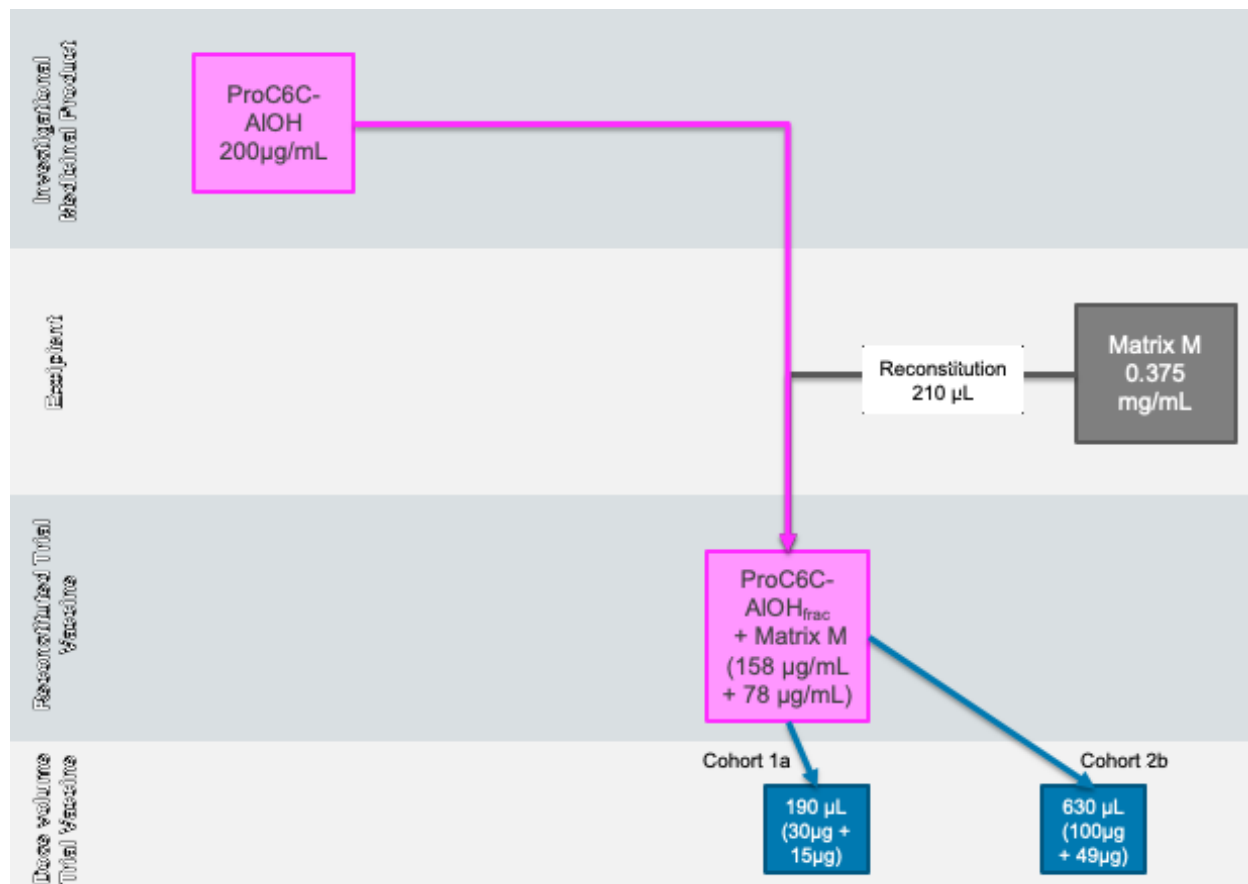 Investigational
Medicinal Product
ProC6C-
AlOH
200µg/mL
Excipient
Reconstitution
210 µL
Matrix M
0.375
mg/mL
Reconstituted Trial
Vaccine
ProC6C-
AlOHfrac
+ Matrix M
(158 µg/mL
+ 78 µg/mL)
Dose volume
Trial Vaccine
Cohort 1a
Cohort 2b
190 µL
(30µg +
15µg)
630 µL
(100µg
+ 49µg)